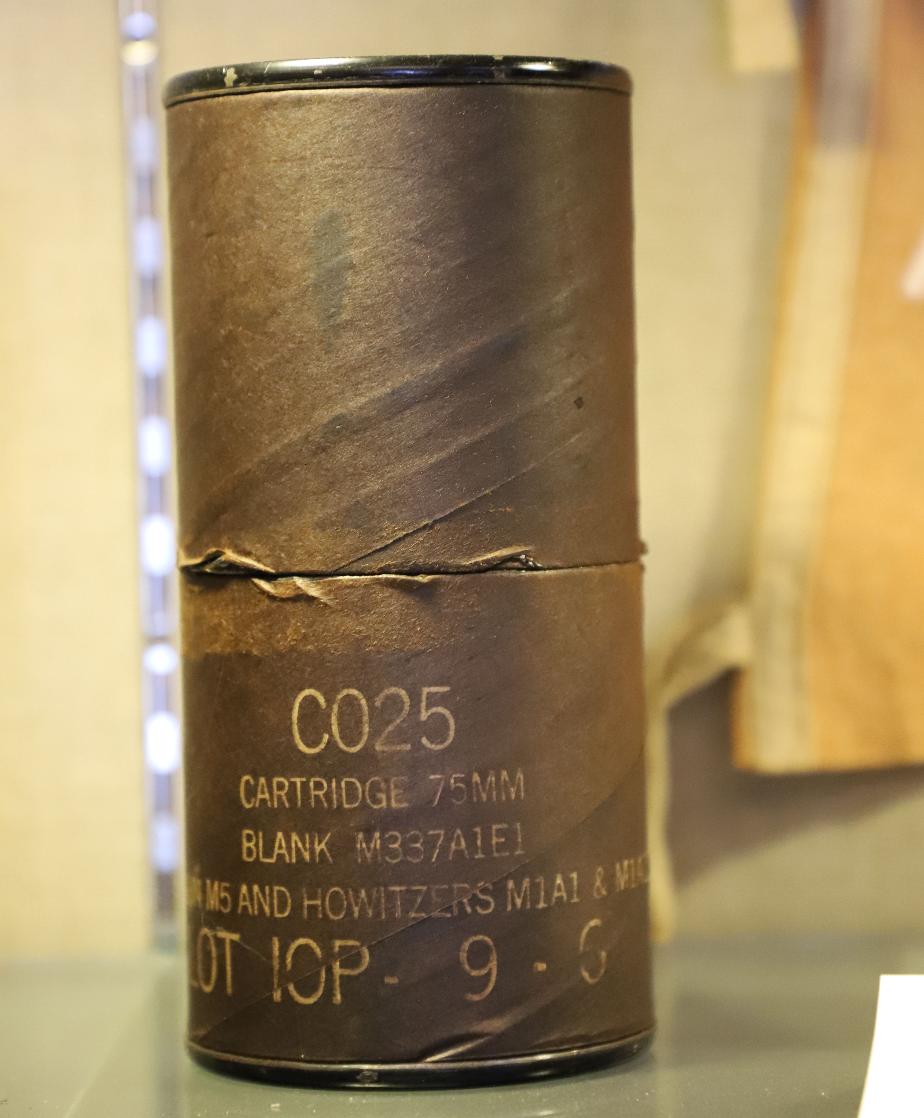 C025
CARTRIDGE 75MM
BLANK M337A1E1
M5 AND HOWITZERS M1A1 &
LOT IOP - 9 - 6